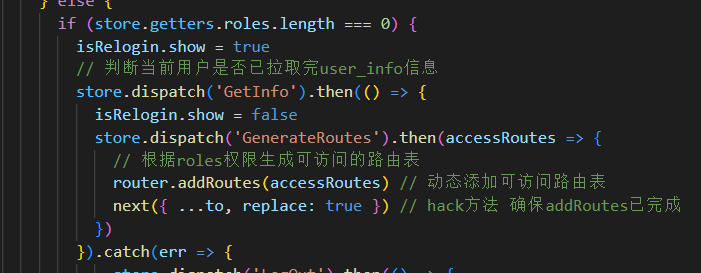 } else {
if (store.getters.roles.length === 0) {
isRelogin.show = true
// 判断当前用户是否已拉取完user_info信息
store.dispatch('GetInfo').then(() => {
isRelogin.show = false
store.dispatch('GenerateRoutes').then(accessRoutes => {
// 根据roles权限生成可访问的路由表
router.addRoutes(accessRoutes) // 动态添加可访问路由表
next({ ...to, replace: true }) // hack方法 确保addRoutes已完成
})
}).catch(err => {
store.dispatch('LogOut').then(() => {